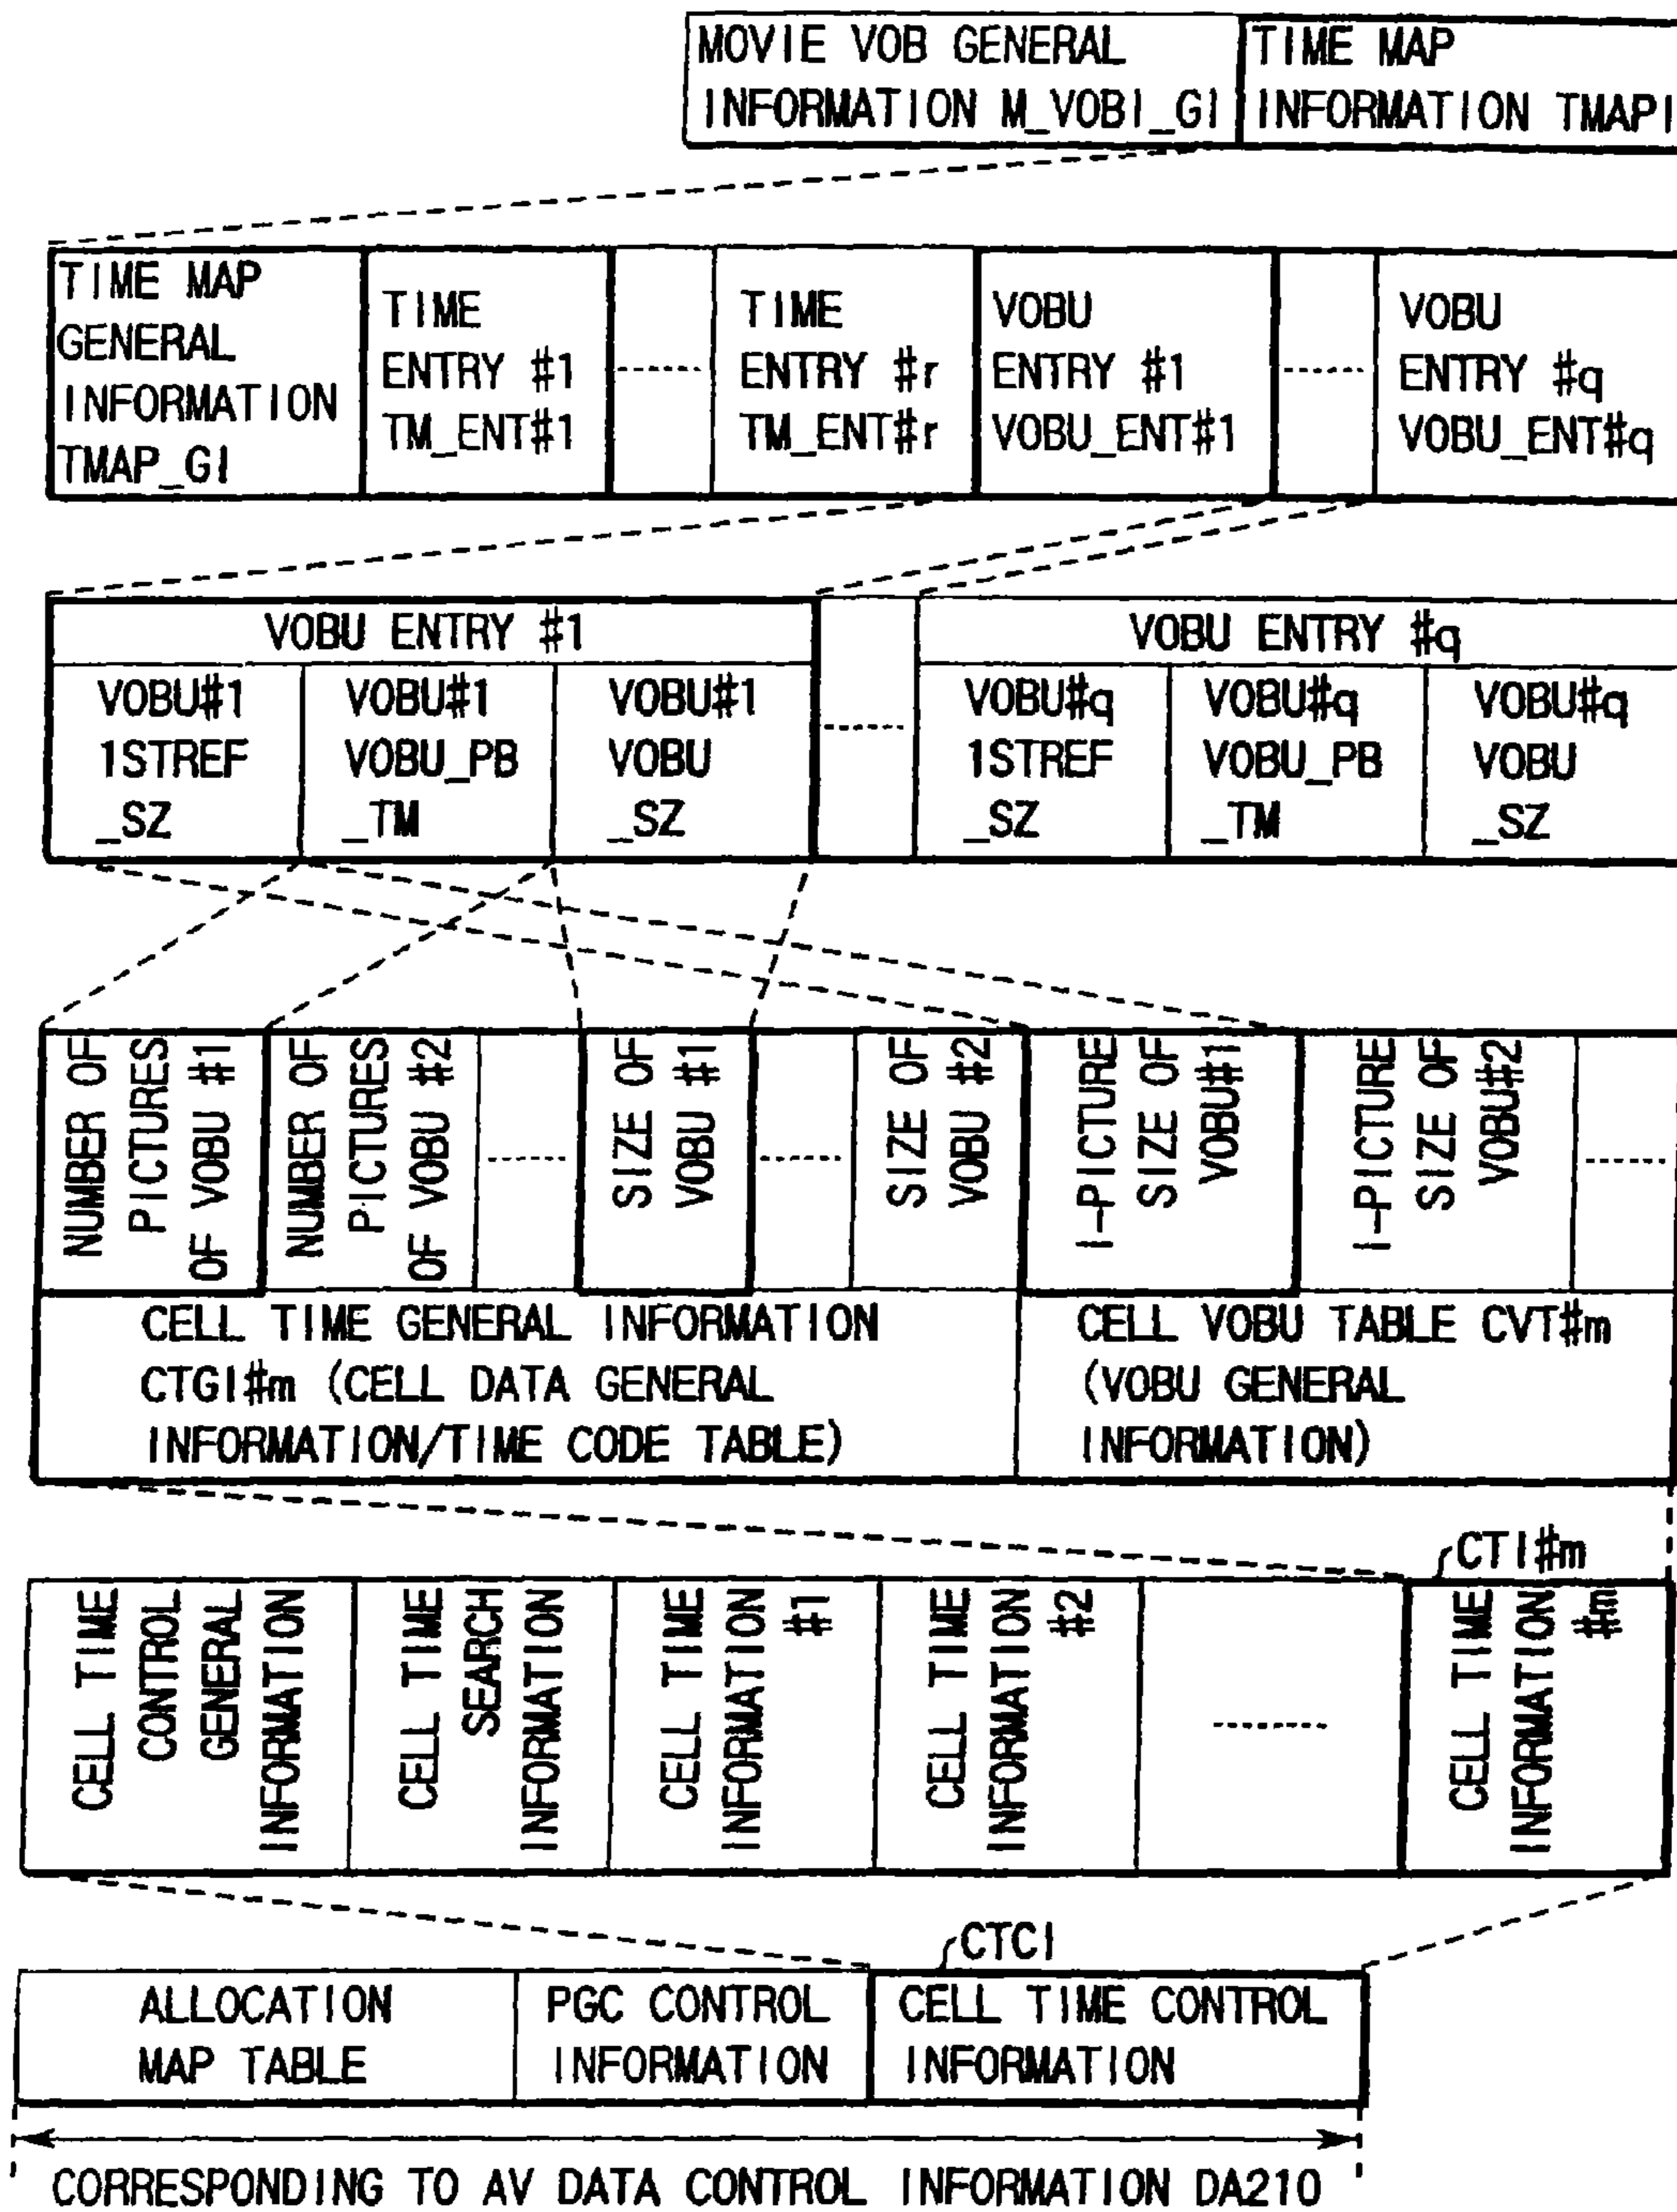 MOVIE VOB GENERAL
INFORMATION M_VOBI_GI
TIME MAP
INFORMATION TMAPI
TIME MAP
GENERAL
INFORMATION
TMAP_GI
TIME
ENTRY #1
TM_ENT#1
TIME
ENTRY #r
TM_ENT#r
VOBU
ENTRY #1
VOBU_ENT#1
VOBU
ENTRY #q
VOBU_ENT#q
VOBU ENTRY #1
VOBU#1
1STREF
_SZ
VOBU#1
VOBU_PB
_TM
VOBU#1
VOBU
_SZ
VOBU ENTRY #q
VOBU#q
1STREF
_SZ
VOBU#q
VOBU_PB
_TM
VOBU#q
VOBU
_SZ
NUMBER OF
PICTURES
OF VOBU #1
NUMBER OF
PICTURES
OF VOBU #2
SIZE OF
VOBU #1
SIZE OF
VOBU #2
I-PICTURE
SIZE OF
VOBU#1
I-PICTURE
SIZE OF
VOBU#2
CELL TIME GENERAL INFORMATION
CTGI#m (CELL DATA GENERAL
INFORMATION/TIME CODE TABLE)
CELL VOBU TABLE CVT#m
(VOBU GENERAL
INFORMATION)
CTI#m
CELL TIME
CONTROL
GENERAL
INFORMATION
CELL TIME
SEARCH
INFORMATION
CELL TIME
INFORMATION
#1
CELL TIME
INFORMATION
#2
CELL TIME
INFORMATION
#m
CTCI
ALLOCATION
MAP TABLE
PGC CONTROL
INFORMATION
CELL TIME CONTROL
INFORMATION
CORRESPONDING TO AV DATA CONTROL INFORMATION DA210